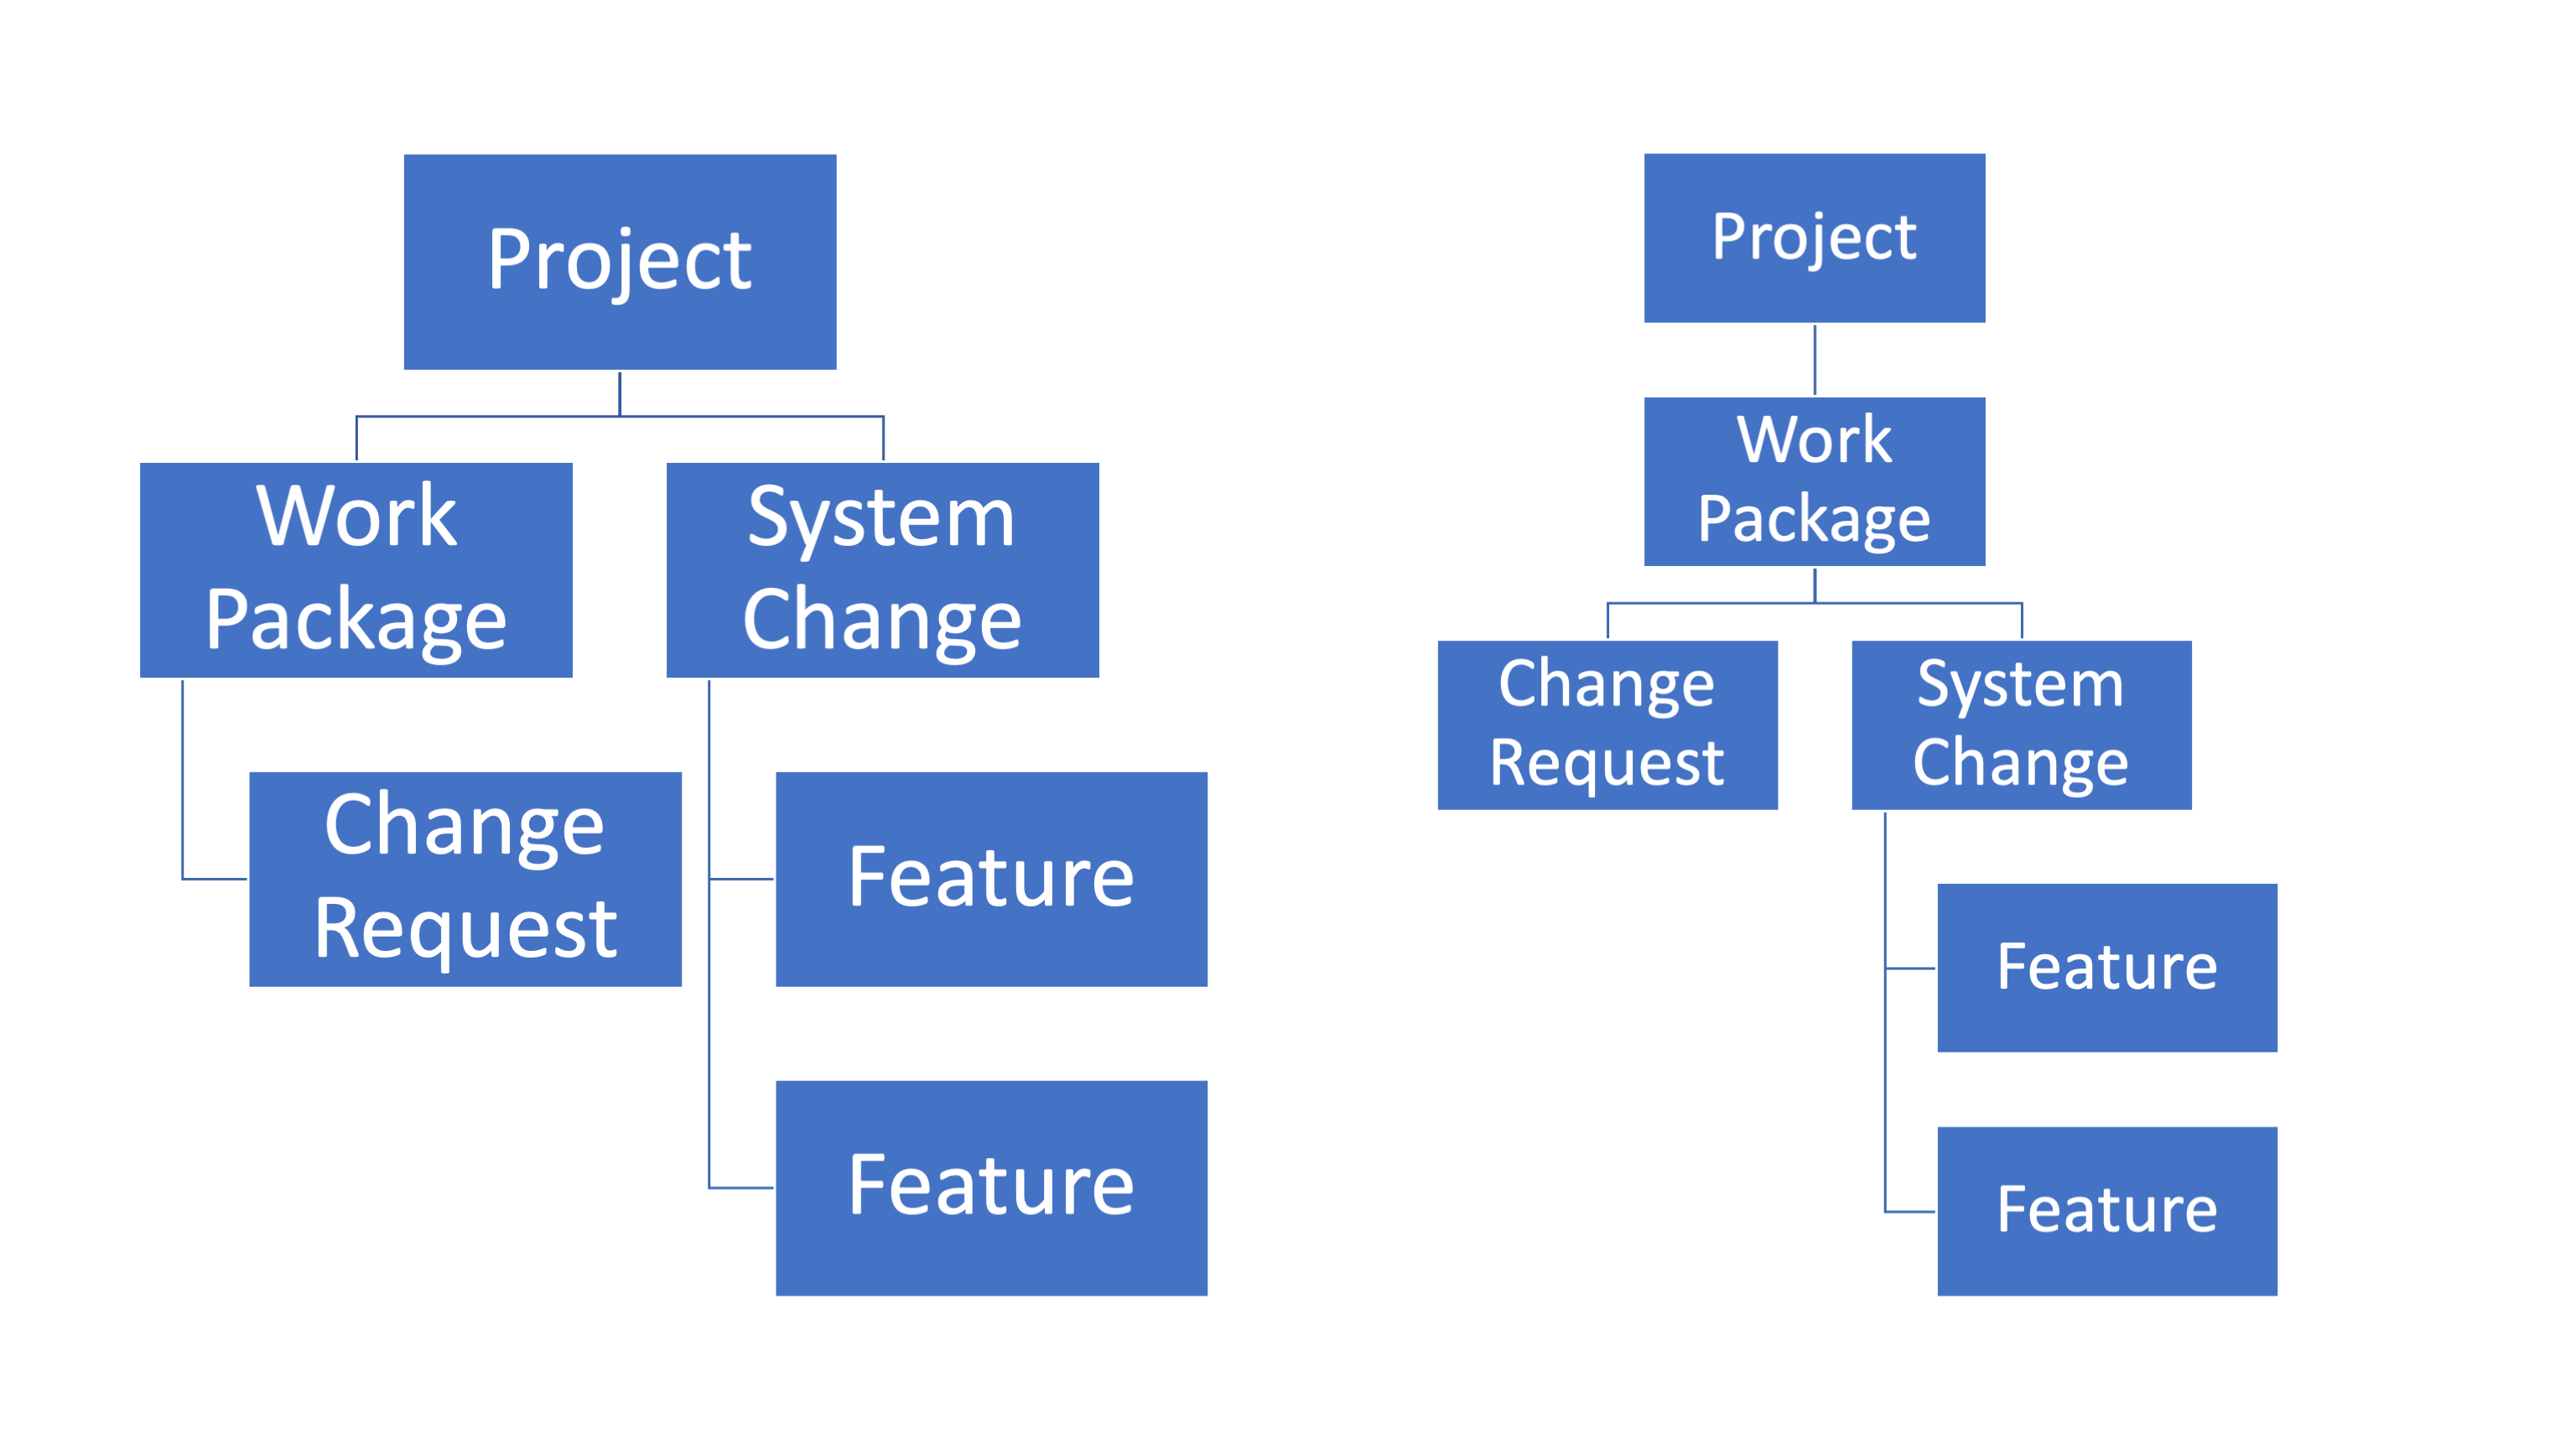 Project
Work
Package
System
Change
Change
Request
Feature
Feature
Project
Work
Package
Change
Request
System
Change
Feature
Feature